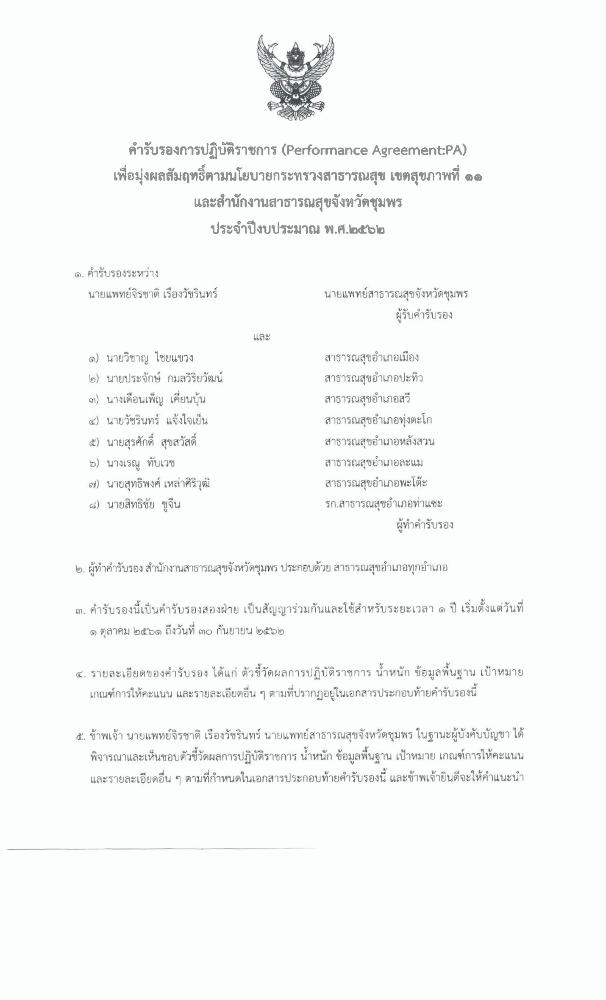 คำรับรองการปฏิบัติราชการ (Performance Agreement:PA)
เพื่อมุ่งผลสัมฤทธิ์ตามนโยบายกระทรวงสาธารณสุข เขตสุขภาพที่ ๑๑
และสำนักงานสาธารณสุขจังหวัดชุมพร
ประจำปีงบประมาณ พ.ศ.๒๕๖๒
๑. คำรับรองระหว่าง
นายแพทย์จิรชาติ เรืองวัชรินทร์ นายแพทย์สาธารณสุขจังหวัดชุมพร
ผู้รับคำรับรอง
และ
๑) นายวิชาญ ไชยแขวง สาธารณสุขอำเภอเมือง
๒) นายประจักษ์ กมลวิริยวัฒน์ สาธารณสุขอำเภอปะทิว
๓) นางเดือนเพ็ญ เคี่ยนบุ้น สาธารณสุขอำเภอสวี
๔) นายวัชรินทร์ แจ้งใจเย็น สาธารณสุขอำเภอทุ่งตะโก
๕) นายสุรศักดิ์ สุขสวัสดิ์ สาธารณสุขอำเภอหลังสวน
๖) นางเรณู ทับเวช สาธารณสุขอำเภอละแม
๗) นายสุทธิพงศ์ เหล่าศิริวุฒิ สาธารณสุขอำเภอพะโต๊ะ
๘) นายสิทธิชัย ชูจีน รก.สาธารณสุขอำเภอท่าแซะ
ผู้ทำคำรับรอง
๒. ผู้ทำคำรับรอง สำนักงานสาธารณสุขจังหวัดชุมพร ประกอบด้วย สาธารณสุขอำเภอทุกอำเภอ
๓. คำรับรองนี้เป็นคำรับรองสองฝ่าย เป็นสัญญาร่วมกันและใช้สำหรับระยะเวลา ๑ ปี เริ่มตั้งแต่วันที่
๑ ตุลาคม ๒๕๖๑ ถึงวันที่ ๓๐ กันยายน ๒๕๖๒
๔. รายละเอียดของคำรับรอง ได้แก่ ตัวชี้วัดผลการปฏิบัติราชการ น้ำหนัก ข้อมูลพื้นฐาน เป้าหมาย
เกณฑ์การให้คะแนน และรายละเอียดอื่น ๆ ตามที่ปรากฏอยู่ในเอกสารประกอบท้ายคำรับรองนี้
๕. ข้าพเจ้า นายแพทย์จิรชาติ เรืองวัชรินทร์ นายแพทย์สาธารณสุขจังหวัดชุมพร ในฐานะผู้บังคับบัญชา ได้
พิจารณาและเห็นชอบตัวชี้วัดผลการปฏิบัติราชการ น้ำหนัก ข้อมูลพื้นฐาน เป้าหมาย เกณฑ์การให้คะแนน
และรายละเอียดอื่น ๆ ตามที่กำหนดในเอกสารประกอบท้ายคำรับรองนี้ และข้าพเจ้ายินดีจะให้คำแนะนำ